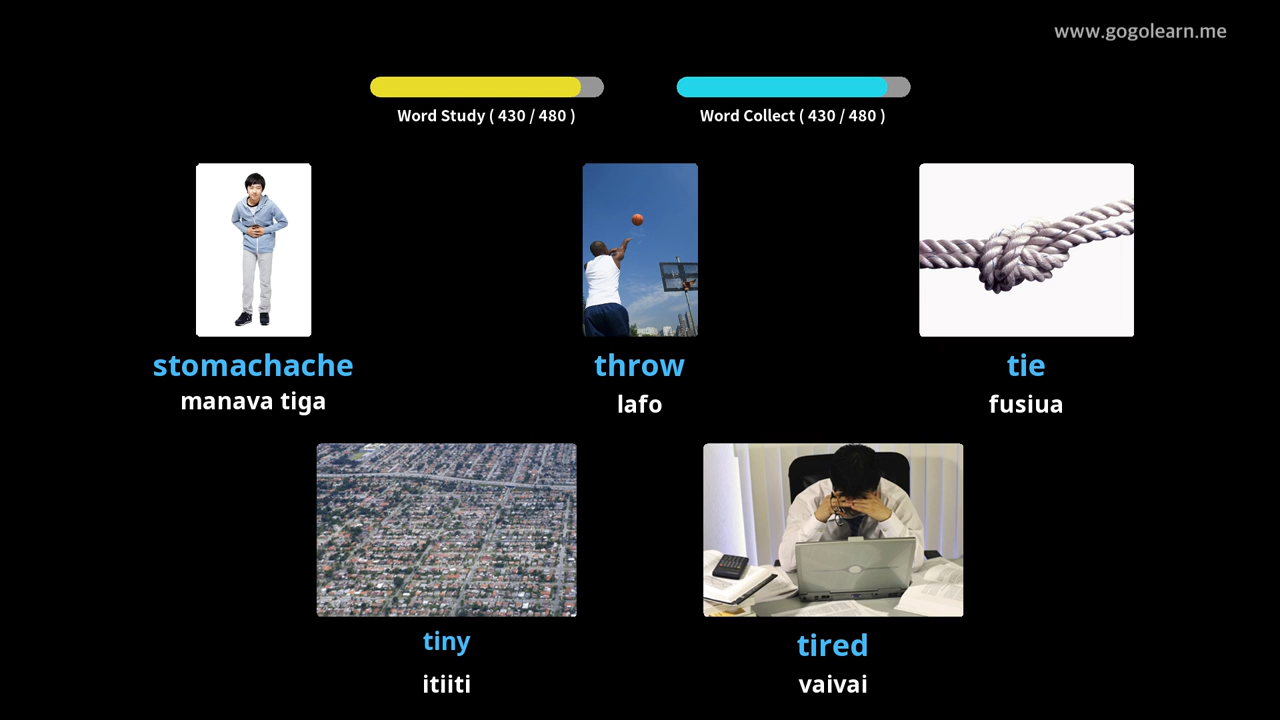 www.gogolearn.me
Word Study ( 430 / 480 )
Word Collect ( 430 / 480 )
stomachache
manava tiga
throw
lafo
tie
fusiua
tiny
itiiti
tired
vaivai